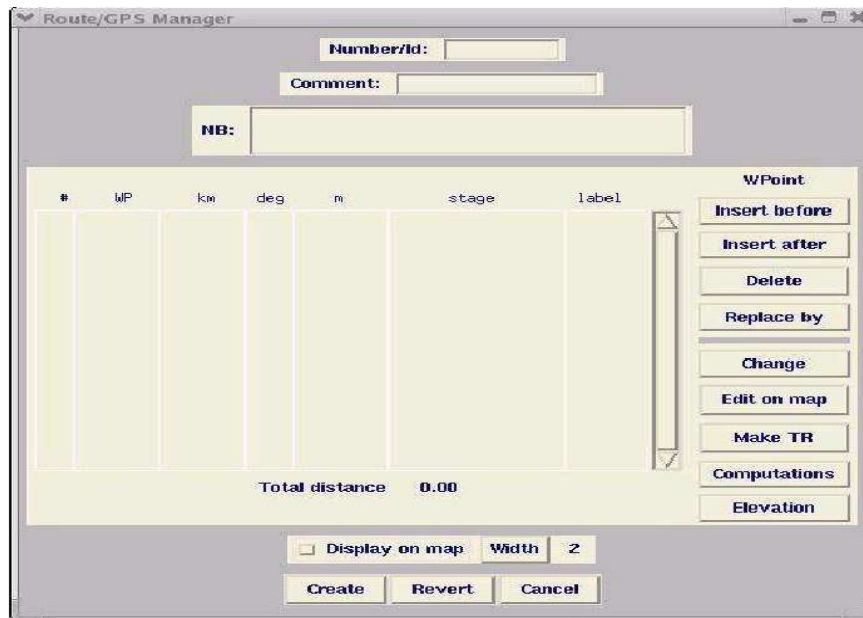 Route/GPS Manager
Number/Id:
Comment:
NB:
WPoint
# WP km deg m stage label
Insert before
Insert after
Delete
Replace by
Change
Edit on map
Make TR
Computations
Elevation
Total distance 0.00
Display on map Width 2
Create Revert Cancel